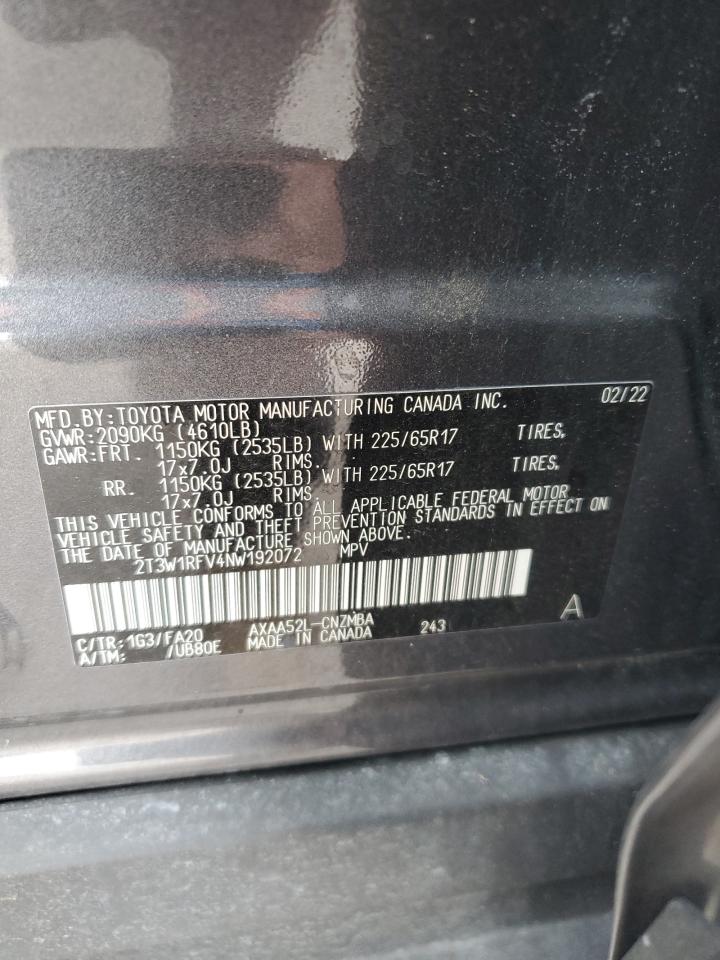 MFD.BY:TOYOTA MOTOR MANUFACTURING CANADA INC. 02/22
GVWR:2090KG (4610LB)
GAWR:FRT. 1150KG (2535LB) WITH 225/65R17 TIRES,
17x7.0J RIMS.
RR. 1150KG (2535LB) WITH 225/65R17 TIRES,
17x7.0J RIMS.
THIS VEHICLE CONFORMS TO ALL APPLICABLE FEDERAL MOTOR
VEHICLE SAFETY AND THEFT PREVENTION STANDARDS IN EFFECT ON
THE DATE OF MANUFACTURE SHOWN ABOVE.
2T3W1RFV4NW192072 MPV
A
C/TR:1G3/FA20 AXAA52L-CNZMBA 243
A/TM: /UB80E MADE IN CANADA